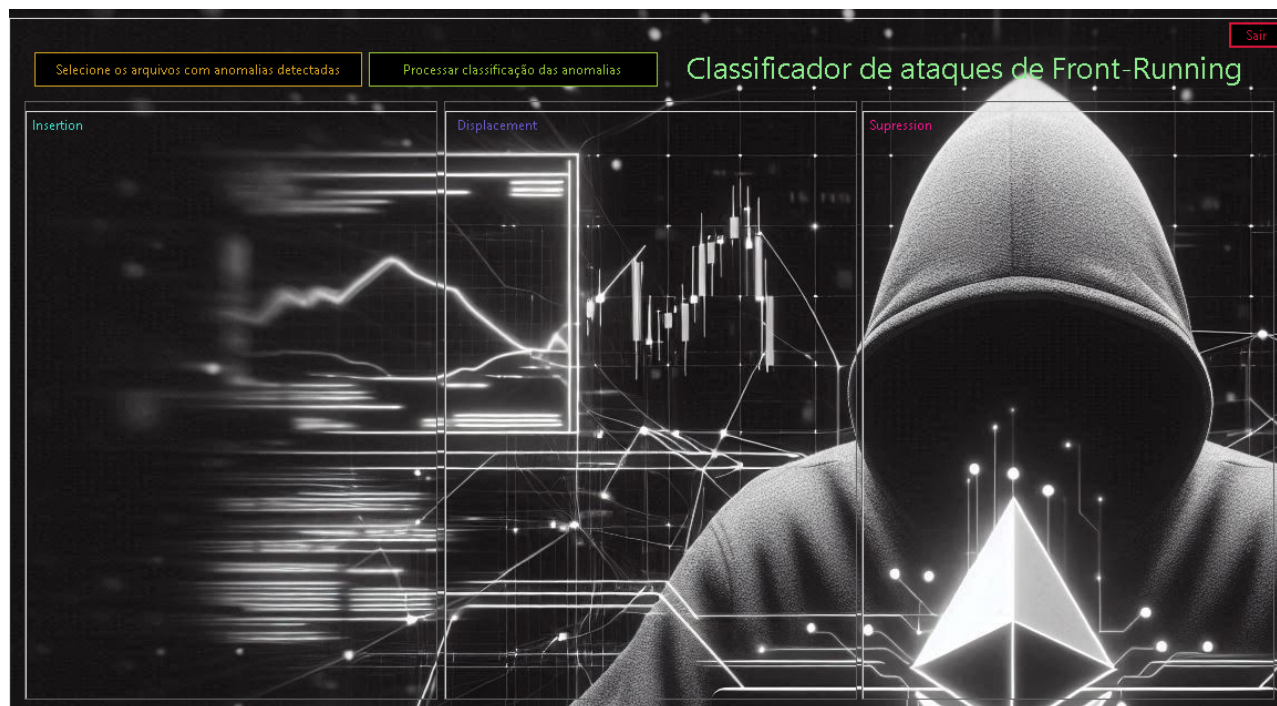 Sair
Selecione os arquivos com anomalias detectadas
Processar classificação das anomalias
Classificador de ataques de Front-Running
Insertion
Displacement
Supression